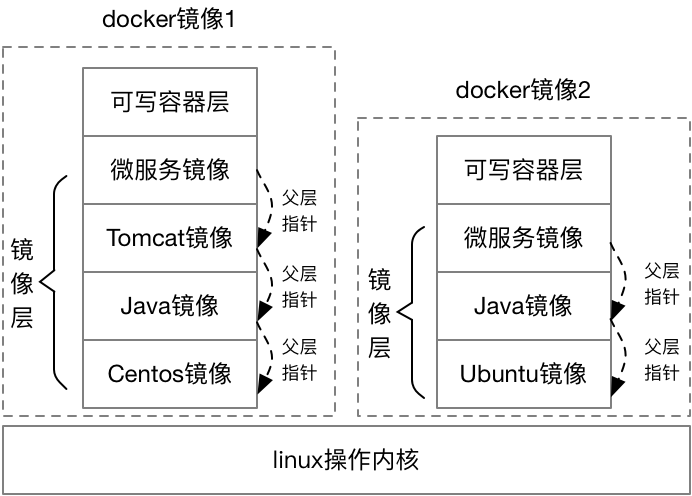 docker镜像1
可写容器层
微服务镜像
Tomcat镜像
Java镜像
Centos镜像
镜
像
层
父层
指针
父层
指针
父层
指针
docker镜像2
可写容器层
微服务镜像
Java镜像
Ubuntu镜像
镜
像
层
父层
指针
父层
指针
linux操作内核